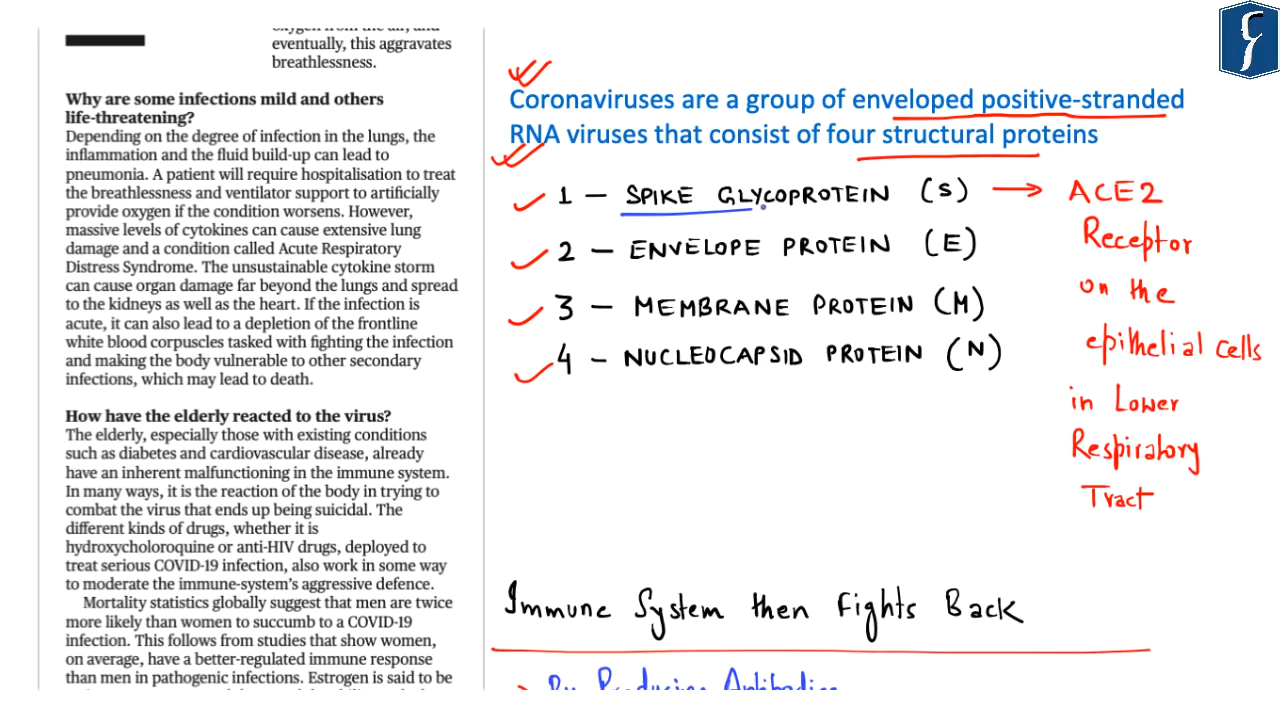 eventually, this aggravates
breathlessness.
Why are some infections mild and others
life-threatening?
Depending on the degree of infection in the lungs, the
inflammation and the fluid build-up can lead to
pneumonia. A patient will require hospitalisation to treat
the breathlessness and ventilator support to artificially
provide oxygen if the condition worsens. However,
massive levels of cytokines can cause extensive lung
damage and a condition called Acute Respiratory
Distress Syndrome. The unsustainable cytokine storm
can cause organ damage far beyond the lungs and spread
to the kidneys as well as the heart. If the infection is
acute, it can also lead to a depletion of the frontline
white blood corpuscles tasked with fighting the infection
and making the body vulnerable to other secondary
infections, which may lead to death.
How have the elderly reacted to the virus?
The elderly, especially those with existing conditions
such as diabetes and cardiovascular disease, already
have an inherent malfunctioning in the immune system.
In many ways, it is the reaction of the body in trying to
combat the virus that ends up being suicidal. The
different kinds of drugs, whether it is
hydroxycholoroquine or anti-HIV drugs, deployed to
treat serious COVID-19 infection, also work in some way
to moderate the immune-system's aggressive defence.
Mortality statistics globally suggest that men are twice
more likely than women to succumb to a COVID-19
infection. This follows from studies that show women,
on average, have a better-regulated immune response
than men in pathogenic infections. Estrogen is said to be
Coronaviruses are a group of enveloped positive-stranded
RNA viruses that consist of four structural proteins
1 – SPIKE GLYCOPROTEIN (S) →
2 – ENVELOPE PROTEIN (E)
3 – MEMBRANE PROTEIN (M)
4 – NUCLEOCAPSID PROTEIN (N)
ACE2
Receptor
on the
epithelial cells
in Lower
Respiratory
Tract
Immune System then Fights Back
By Producing Antibodies